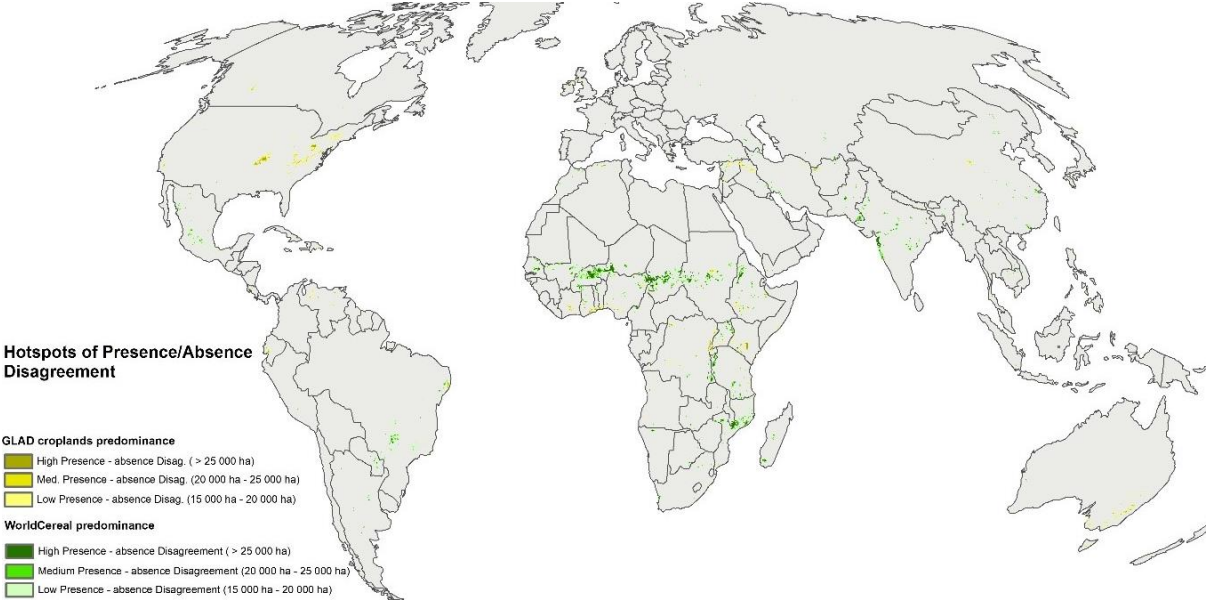 Hotspots of Presence/Absence
Disagreement
GLAD croplands predominance
High Presence - absence Disag. ( > 25 000 ha)
Med. Presence - absence Disag. (20 000 ha - 25 000 ha)
Low Presence - absence Disag. (15 000 ha - 20 000 ha)
WorldCereal predominance
High Presence - absence Disagreement ( > 25 000 ha)
Medium Presence - absence Disagreement (20 000 ha - 25 000 ha)
Low Presence - absence Disagreement (15 000 ha - 20 000 ha)